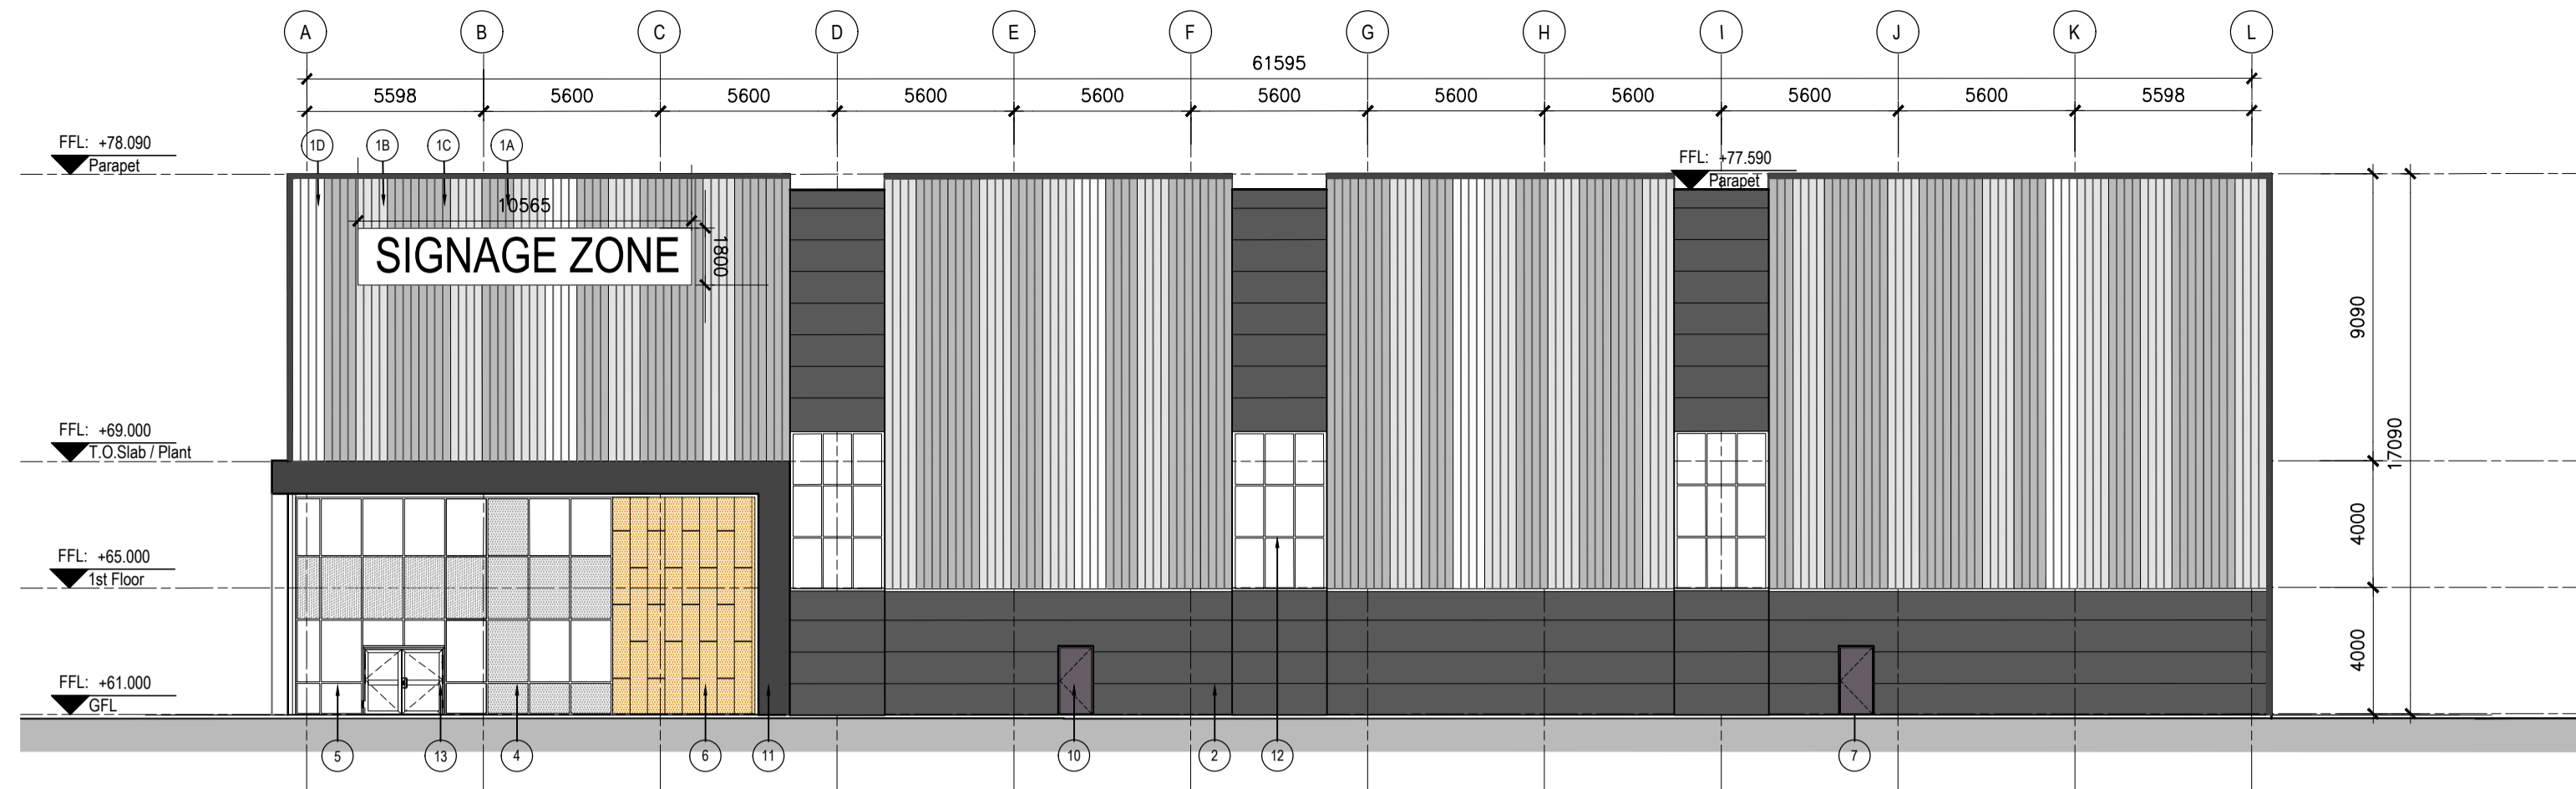 A B C D E F G H I J K L
61595
5598 5600 5600 5600 5600 5600 5600 5600 5600 5600 5598
FFL: +78.090
Parapet
1D 1B 1C 1A
FFL: +77.590
Parapet
10565
SIGNAGE ZONE
1800
9090
FFL: +69.000
T.O.Slab / Plant
17090
4000
FFL: +65.000
1st Floor
4000
FFL: +61.000
GFL
5 13 4 6 11 10 2 12 7